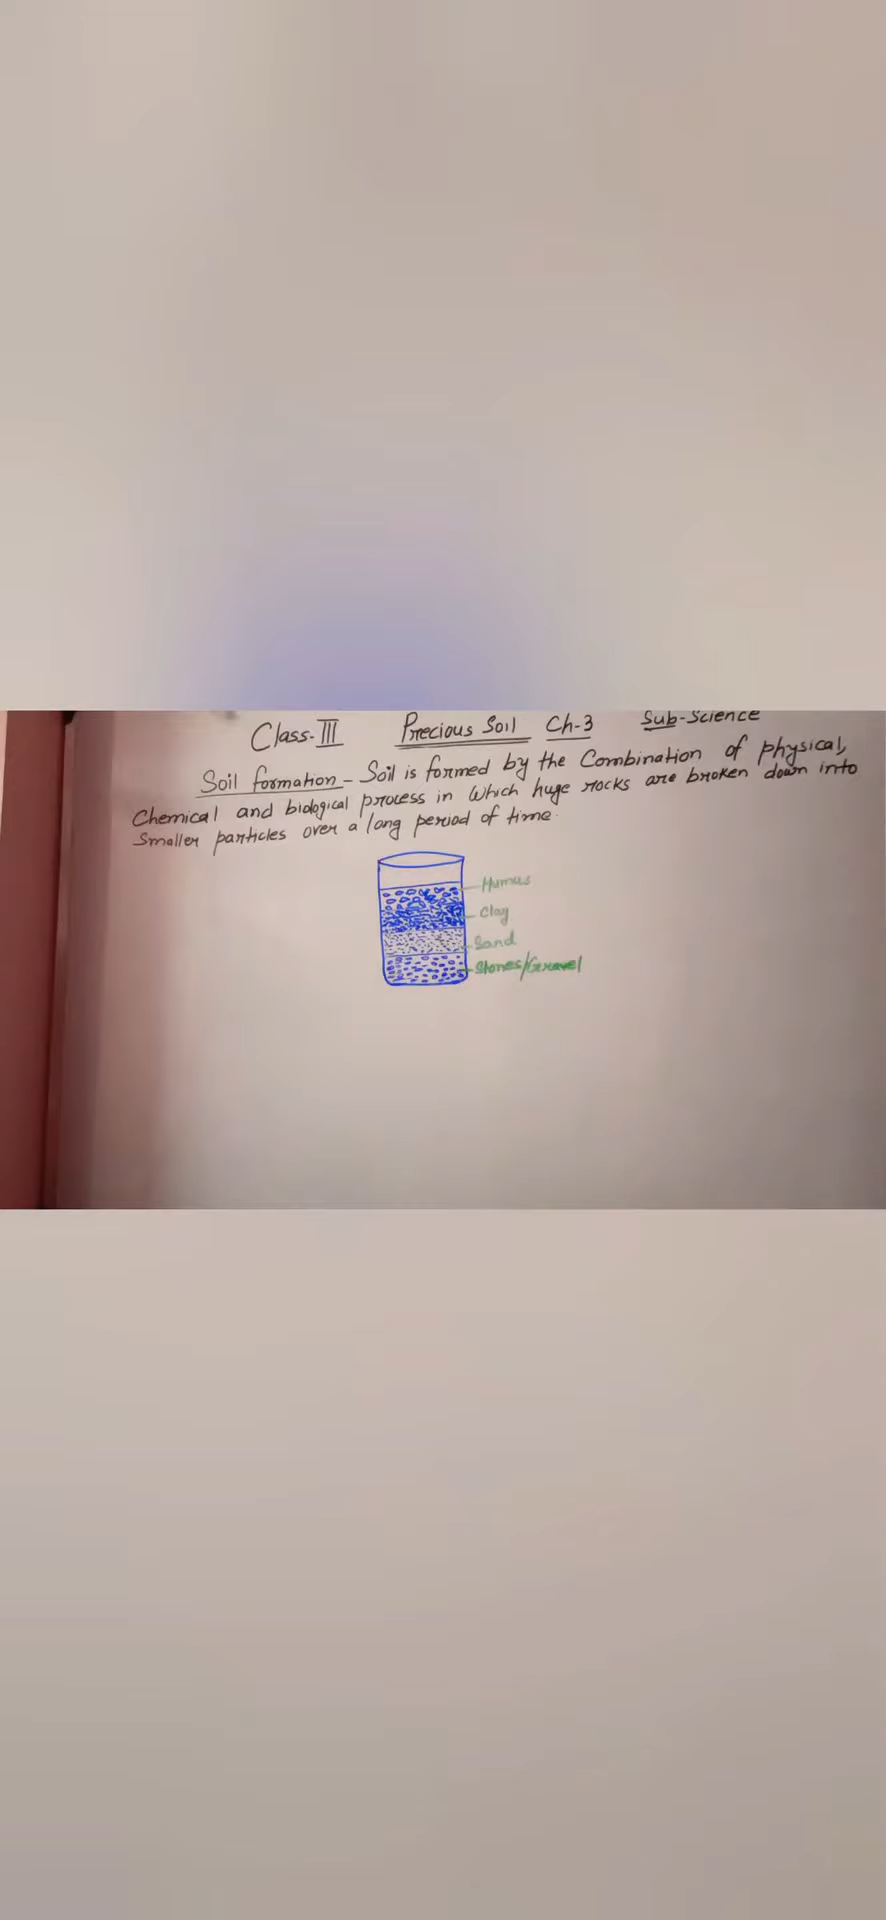 Class-III Precious Soil Ch-3 Sub-Science
Soil formation - Soil is formed by the Combination of physical,
Chemical and biological process in which huge rocks are broken down into
Smaller particles over a long period of time.
Humus
Clay
Sand
Stones/Gravel